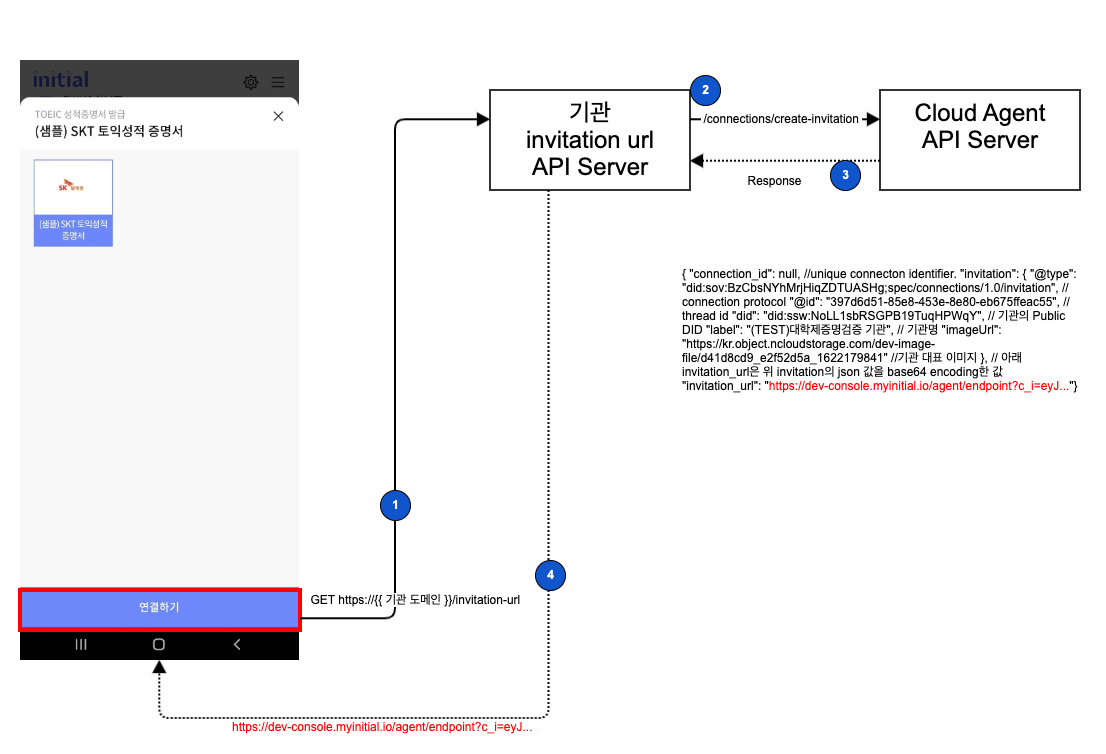 initial
TOEIC 성적증명서 발급
(샘플) SKT 토익성적 증명서
SK 텔레콤
(샘플) SKT 토익성적
증명서
연결하기
GET https://{{ 기관 도메인 }}/invitation-url
1
기관
invitation url
API Server
2
/connections/create-invitation
Cloud Agent
API Server
Response
3
{ "connection_id": null, //unique connecton identifier. "invitation": { "@type":
"did:sov:BzCbsNYhMrjHiqZDTUASHg;spec/connections/1.0/invitation", //
connection protocol "@id": "397d6d51-85e8-453e-8e80-eb675ffeac55", //
thread id "did": "did:ssw:NoLL1sbRSGPB19TuqHPWqY", // 기관의 Public
DID "label": "(TEST)대학제증명검증 기관", // 기관명 "imageUrl":
"https://kr.object.ncloudstorage.com/dev-image-
file/d41d8cd9_e2f52d5a_1622179841" //기관 대표 이미지 }, // 아래
invitation_url은 위 invitation의 json 값을 base64 encoding한 값
"invitation_url": "https://dev-console.myinitial.io/agent/endpoint?c_i=eyJ..."}
4
https://dev-console.myinitial.io/agent/endpoint?c_i=eyJ...